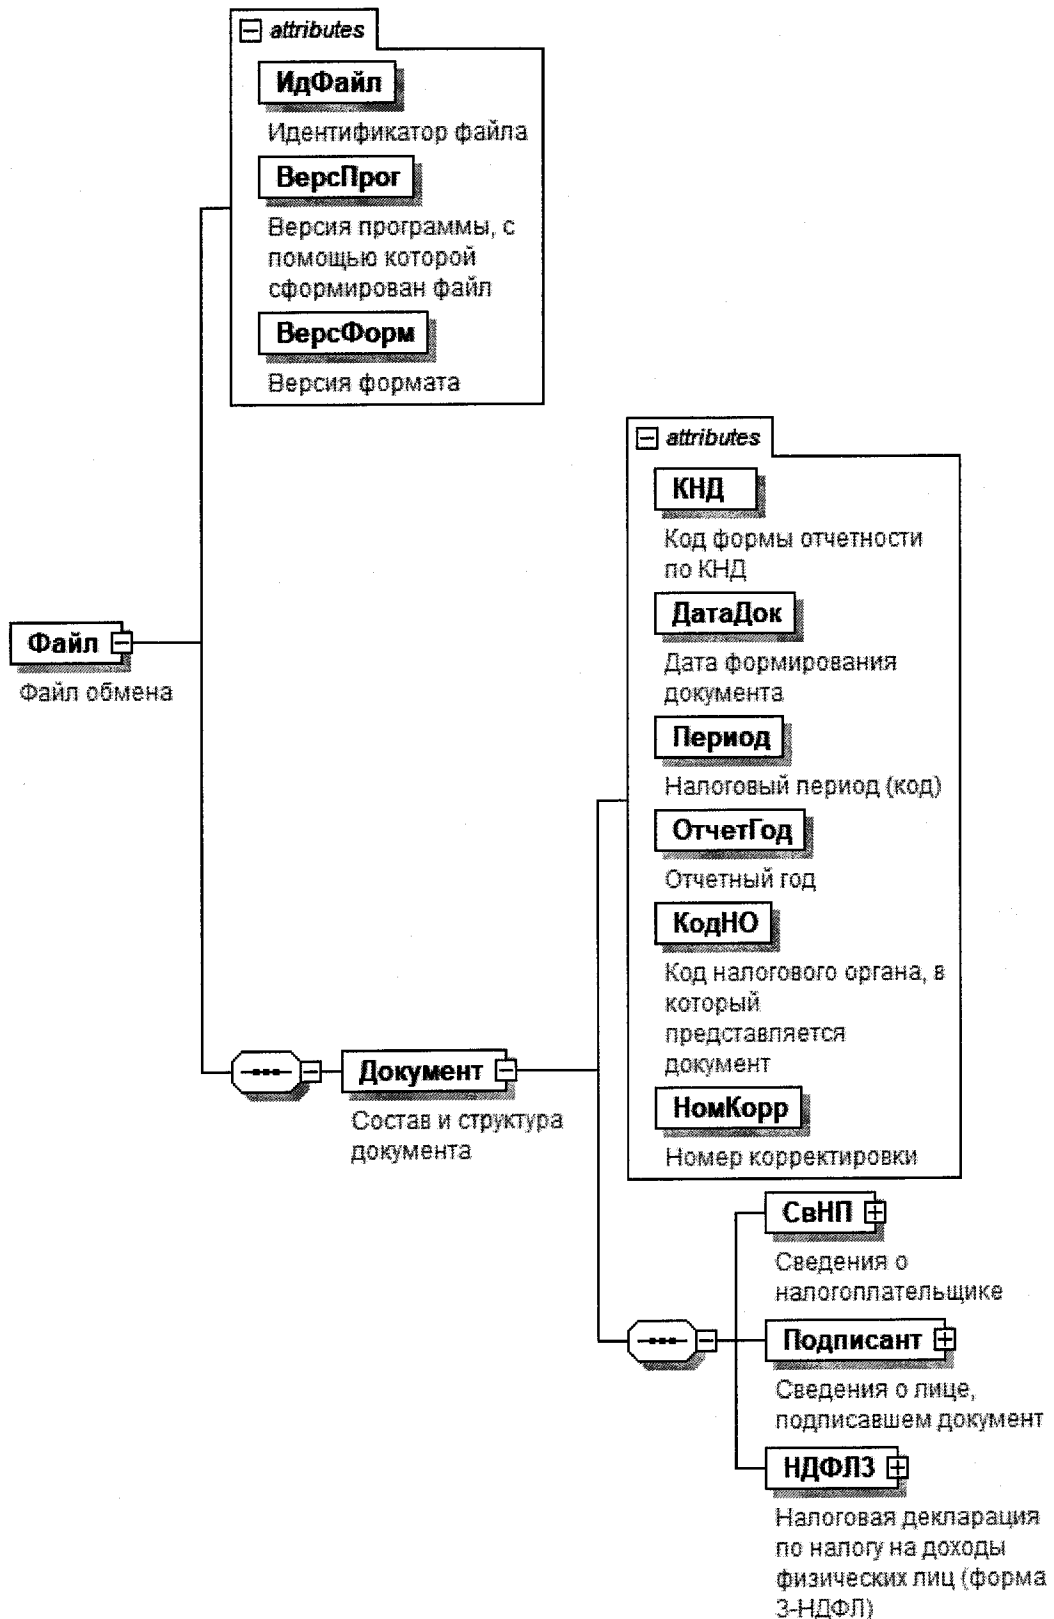 attributes
ИдФайл
Идентификатор файла
ВерсПрог
Версия программы, с
помощью которой
сформирован файл
ВерсФорм
Версия формата
Файл
Файл обмена
Документ
Состав и структура
документа
attributes
КНД
Код формы отчетности
по КНД
ДатаДок
Дата формирования
документа
Период
Налоговый период (код)
ОтчетГод
Отчетный год
КодНО
Код налогового органа, в
который
представляется
документ
НомКорр
Номер корректировки
СвНП
Сведения о
налогоплательщике
Подписант
Сведения о лице,
подписавшем документ
НДФЛ3
Налоговая декларация
по налогу на доходы
физических лиц (форма
3-НДФЛ)